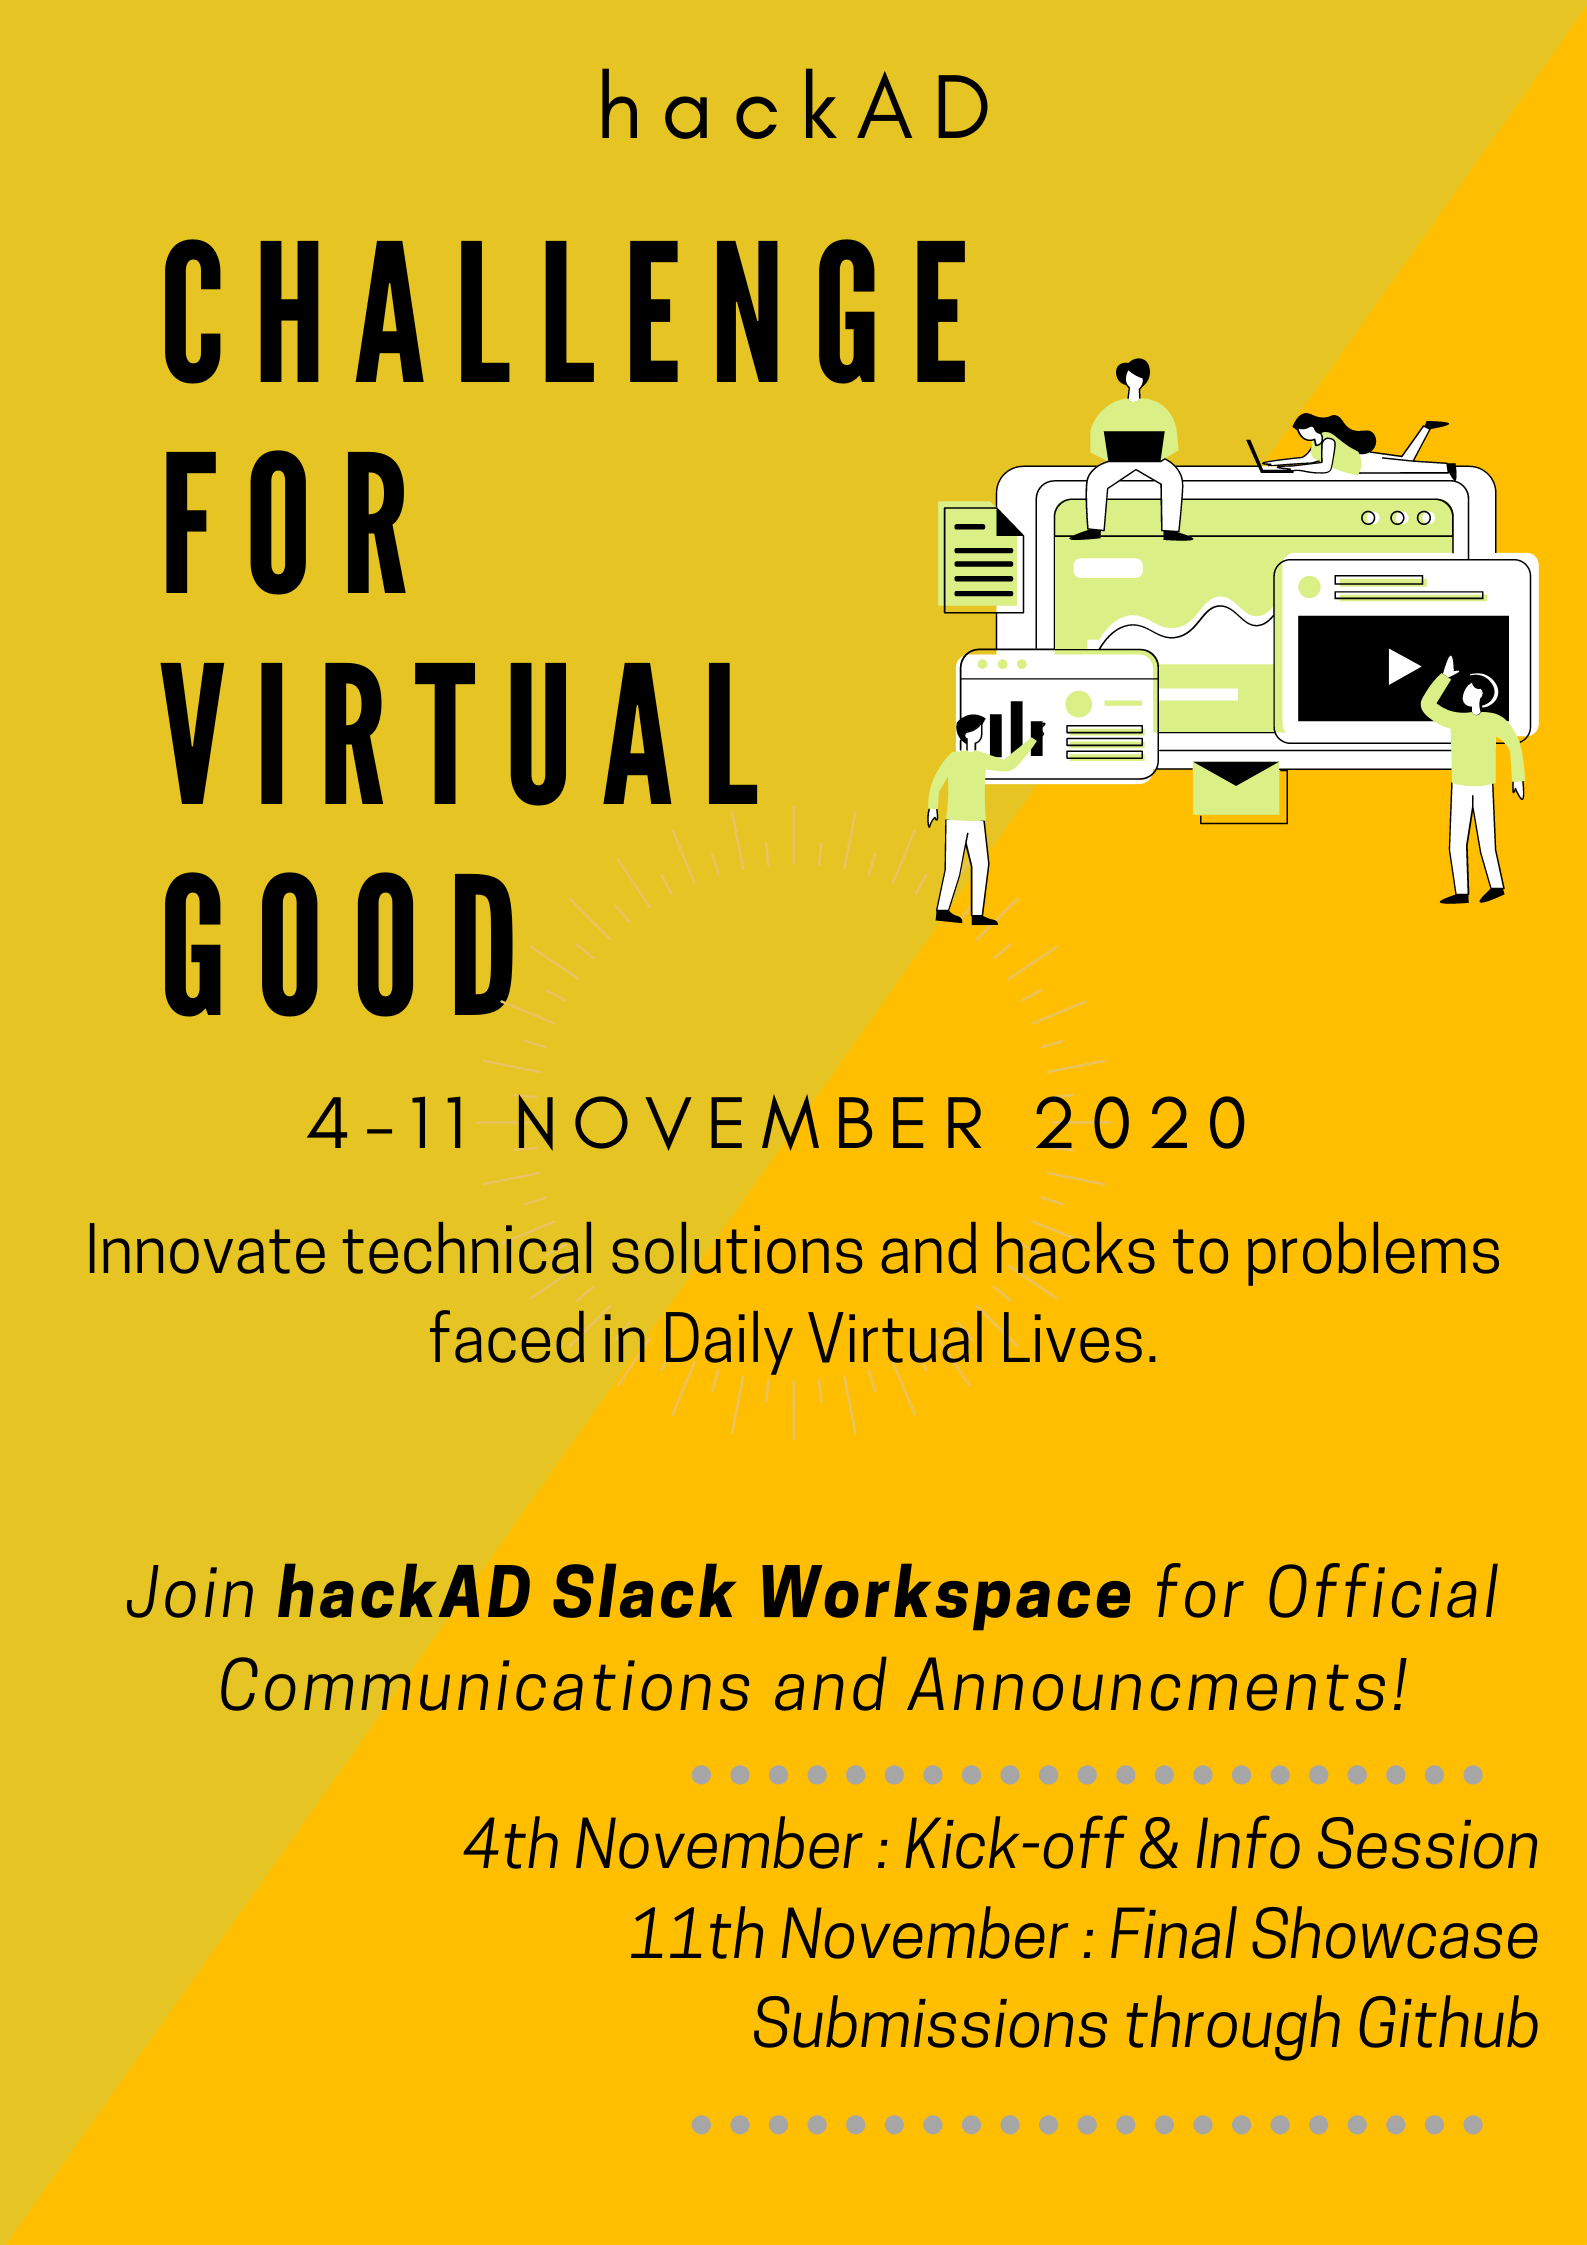 hackAD
CHALLENGE
FOR
VIRTUAL
GOOD
4-11 NOVEMBER 2020
Innovate technical solutions and hacks to problems
faced in Daily Virtual Lives.
Join hackAD Slack Workspace for Official
Communications and Announcments!
4th November : Kick-off & Info Session
11th November : Final Showcase
Submissions through Github